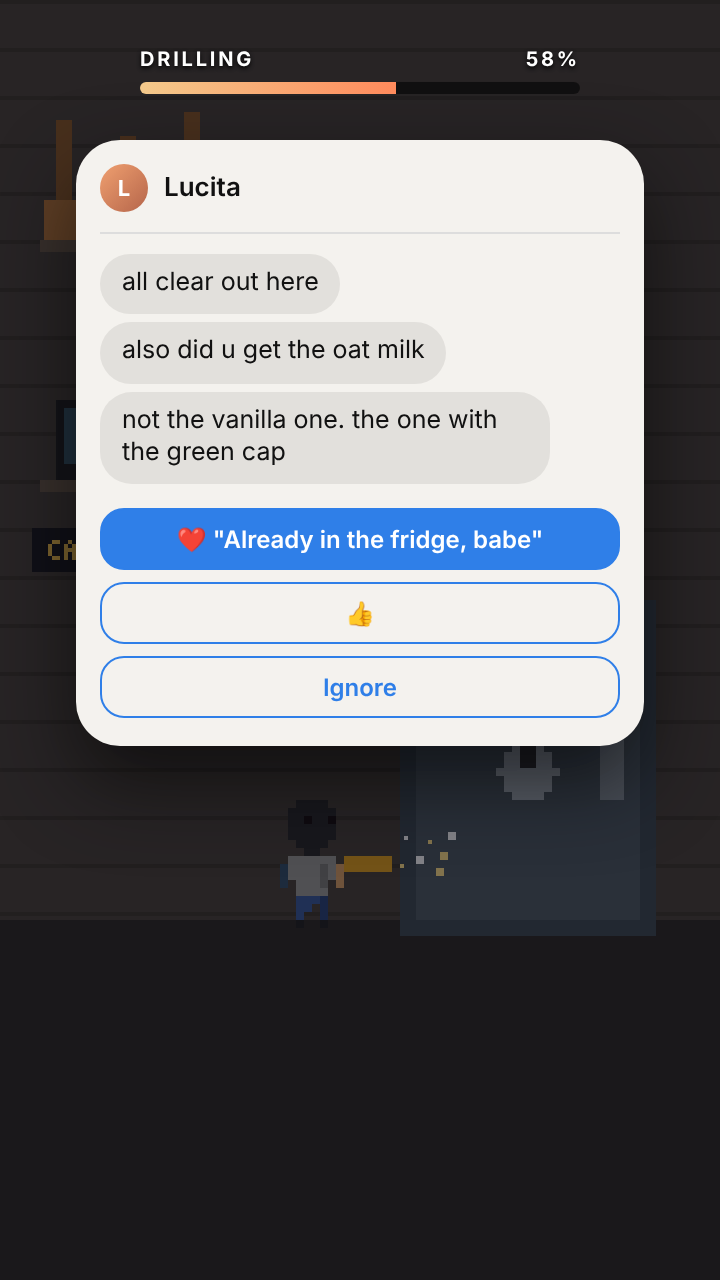 DRILLING 58%
L Lucita
all clear out here
also did u get the oat milk
not the vanilla one. the one with
the green cap
❤️ "Already in the fridge, babe"
👍
Ignore